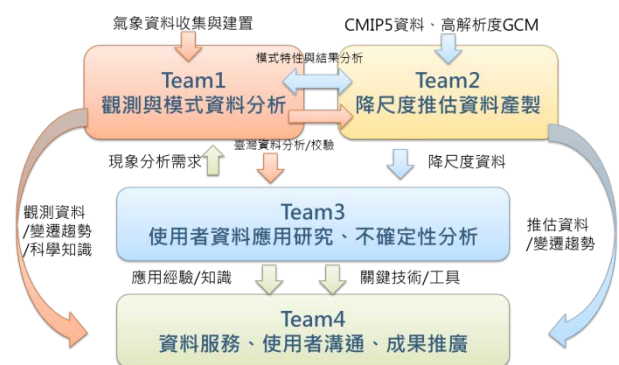 氣象資料收集與建置
CMIP5資料、高解析度GCM
Team1
觀測與模式資料分析
模式特性與結果分析
Team2
降尺度推估資料產製
現象分析需求
臺灣資料分析/校驗
降尺度資料
觀測資料
/變遷趨勢
/科學知識
Team3
使用者資料應用研究、不確定性分析
推估資料
/變遷趨勢
應用經驗/知識
關鍵技術/工具
Team4
資料服務、使用者溝通、成果推廣